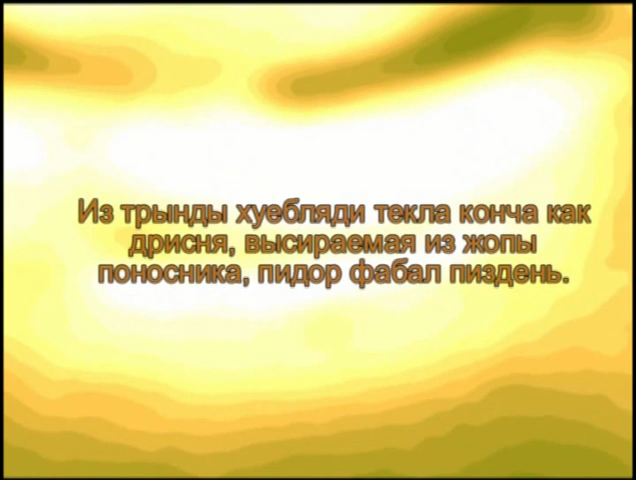 Из трынды хуебляди текла конча как
дрисня, высираемая из жопы
поносника, пидор фабал пиздень.